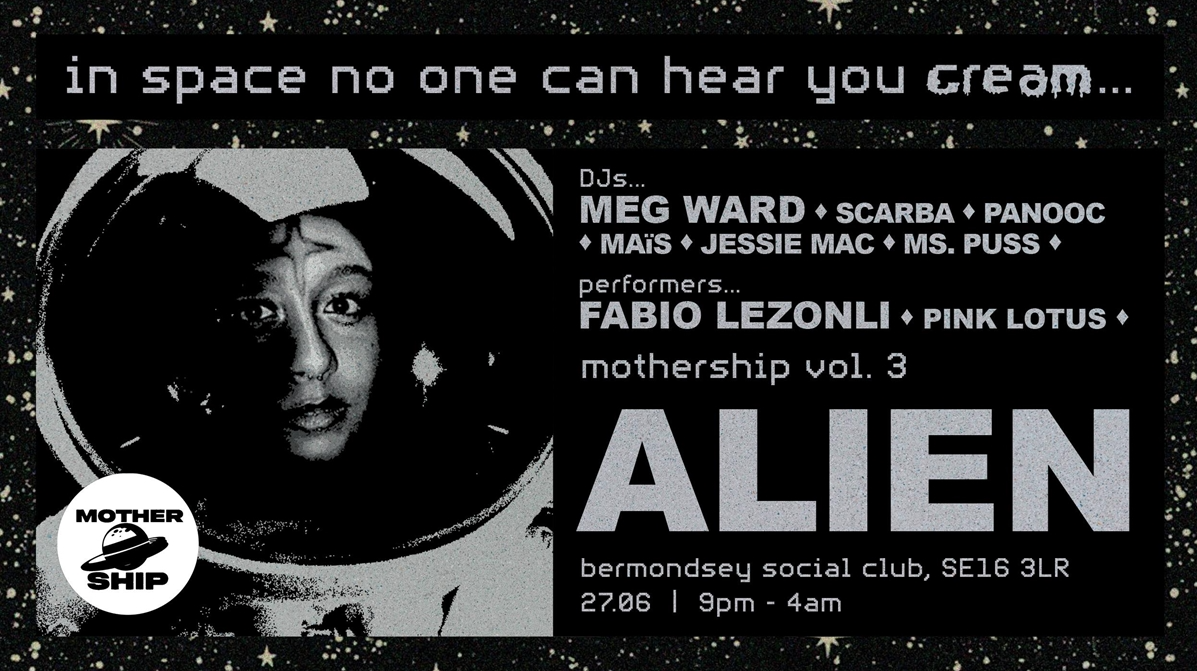 in space no one can hear you cream...
DJs...
MEG WARD ♦ SCARBA ♦ PANOOC
♦ MAïS ♦ JESSIE MAC ♦ MS. PUSS ♦
performers...
FABIO LEZONLI ♦ PINK LOTUS ♦
mothership vol. 3
ALIEN
bermondsey social club, SE16 3LR
27.06 | 9pm - 4am
MOTHER
SHIP